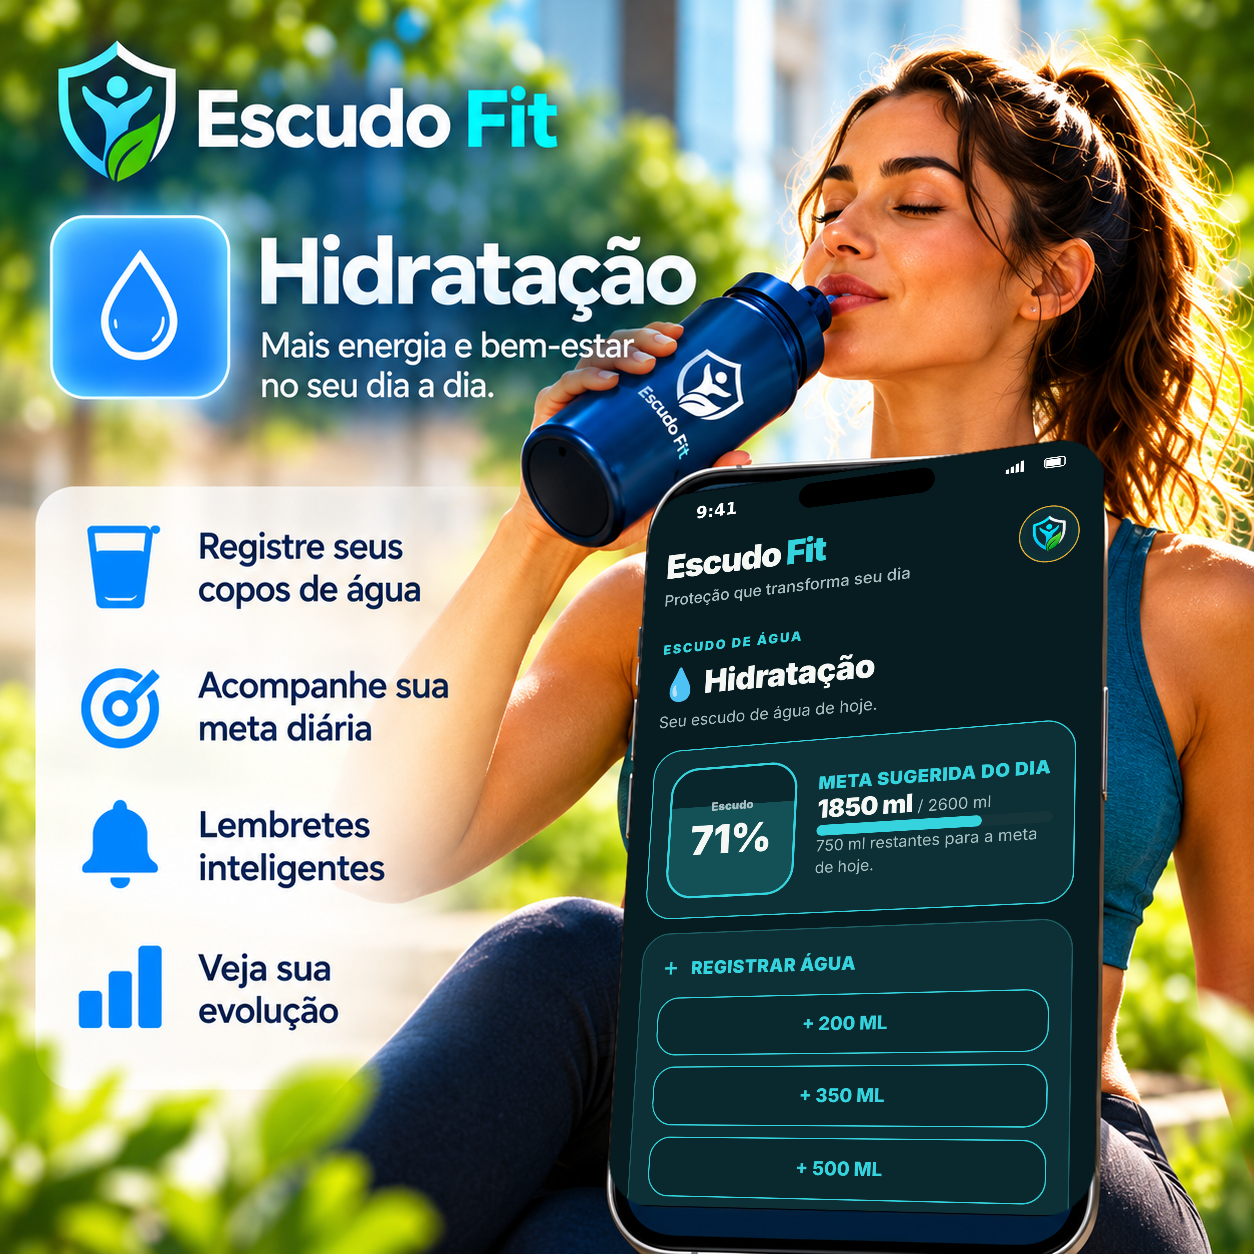 Escudo Fit
Hidratação
Mais energia e bem-estar
no seu dia a dia.
Escudo Fit
Registre seus
copos de água
Acompanhe sua
meta diária
Lembretes
inteligentes
Veja sua
evolução
9:41
Escudo Fit
Proteção que transforma seu dia
ESCUDO DE ÁGUA
Hidratação
Seu escudo de água de hoje.
Escudo
71%
META SUGERIDA DO DIA
1850 ml / 2600 ml
750 ml restantes para a meta
de hoje.
+ REGISTRAR ÁGUA
+ 200 ML
+ 350 ML
+ 500 ML